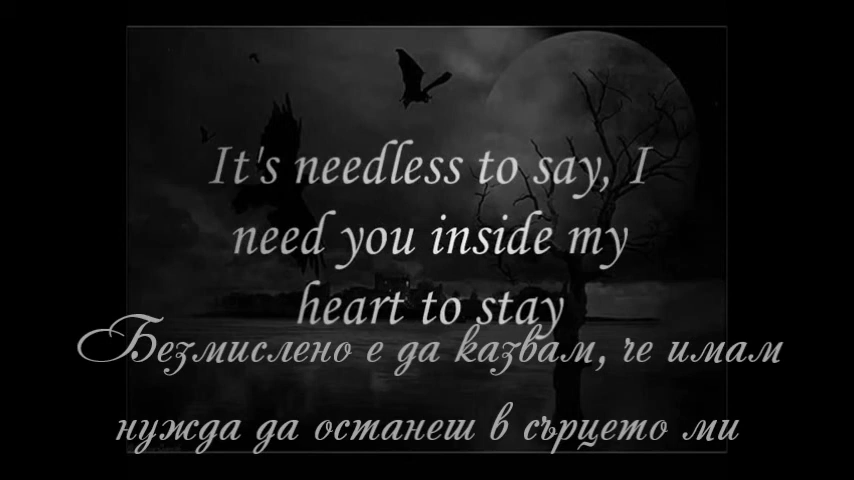 It's needless to say, I
need you inside my
heart to stay
Безмислено е да казвам, че имам
нужда да останеш в сърцето ми